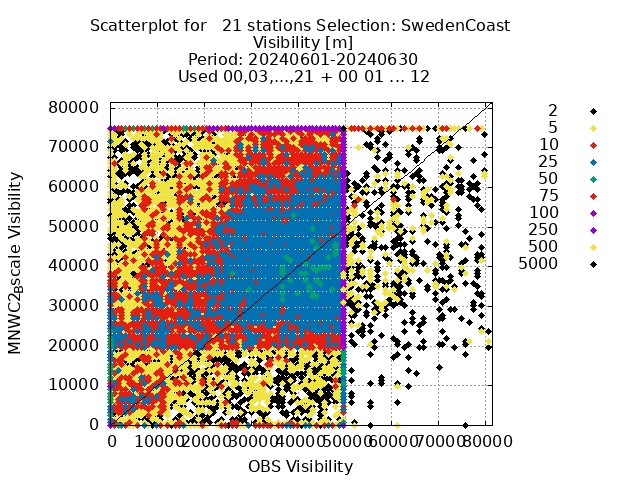 Scatterplot for   21 stations Selection: SwedenCoast
Visibility [m]
Period: 20240601-20240630
Used 00,03,...,21 + 00 01 ... 12
80000
70000
60000
50000
40000
30000
20000
10000
0
MNWC2Bscale Visibility
0 10000 20000 30000 40000 50000 60000 70000 80000
OBS Visibility
2
5
10
25
50
75
100
250
500
5000